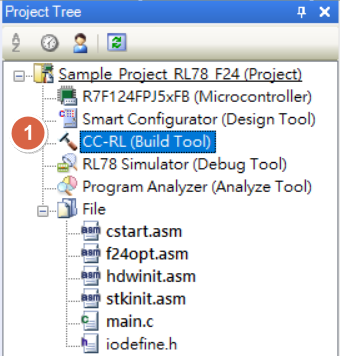 Project Tree
Sample_Project_RL78_F24 (Project)
R7F124FPJ5xFB (Microcontroller)
Smart Configurator (Design Tool)
1
CC-RL (Build Tool)
RL78 Simulator (Debug Tool)
Program Analyzer (Analyze Tool)
File
asm cstart.asm
asm f24opt.asm
asm hdwinit.asm
asm stkinit.asm
c main.c
h iodefine.h